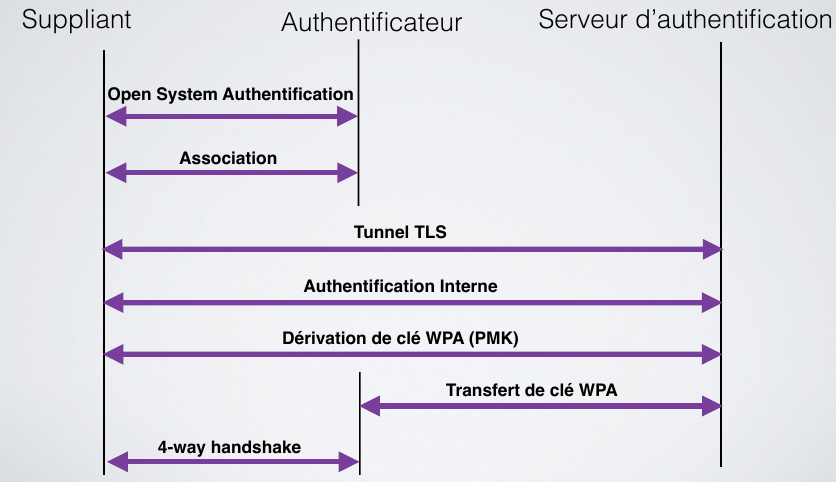 Suppliant
Authentificateur
Serveur d'authentification
Open System Authentification
Association
Tunnel TLS
Authentification Interne
Dérivation de clé WPA (PMK)
Transfert de clé WPA
4-way handshake